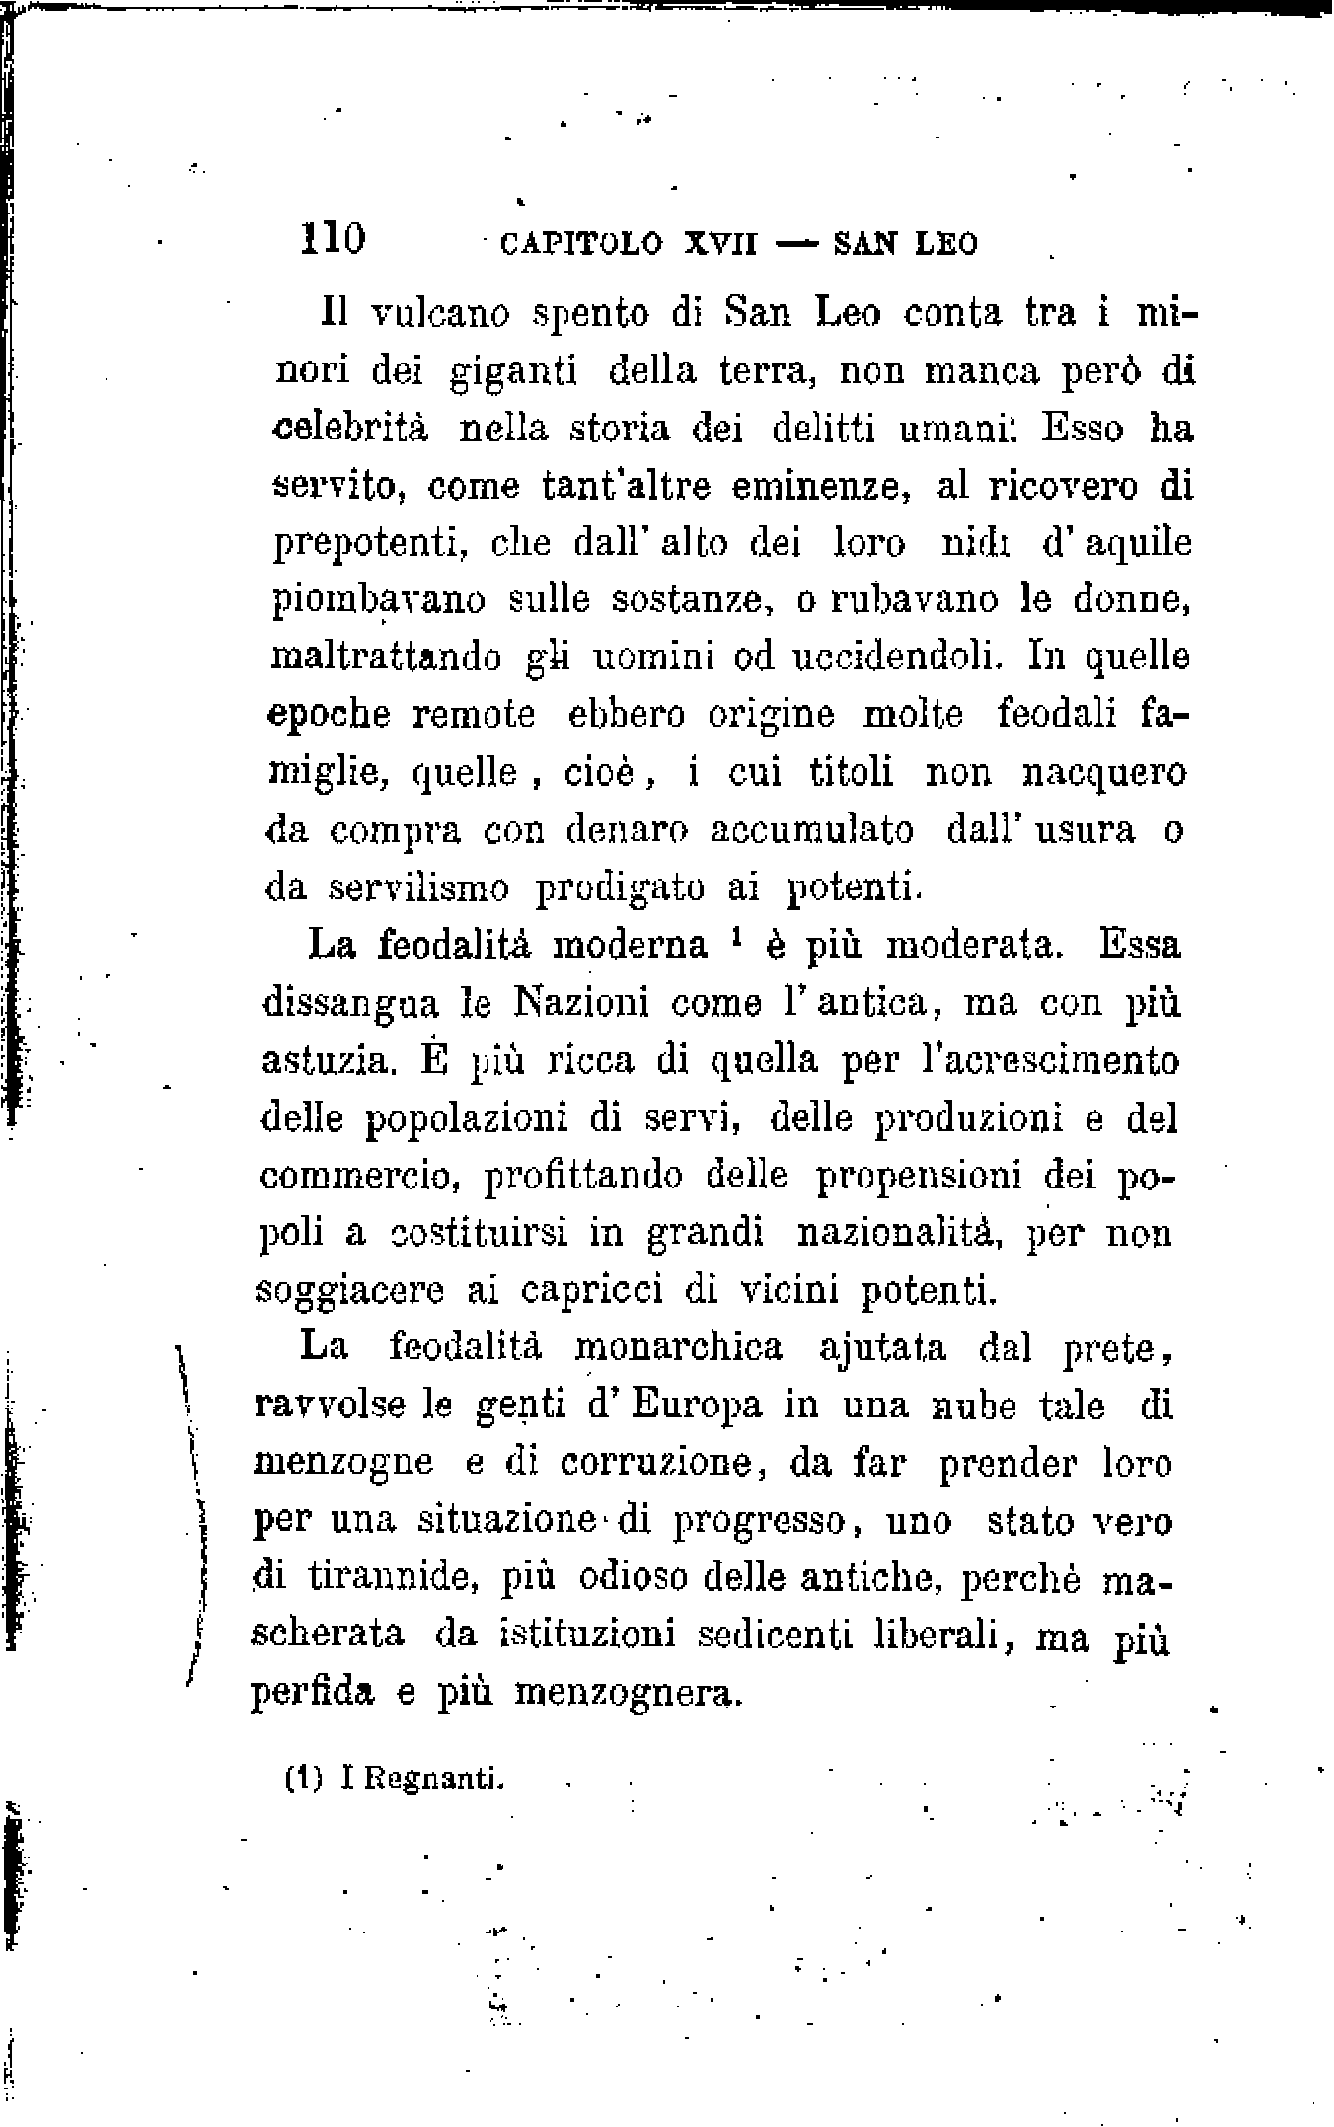 110 CAPITOLO XVII — SAN LEO
Il vulcano spento di San Leo conta tra i mi-
nori dei giganti della terra, non manca però di
celebrità nella storia dei delitti umani: Esso ha
servito, come tant'altre eminenze, al ricovero di
prepotenti, che dall' alto dei loro nidi d' aquile
piombavano sulle sostanze, o rubavano le donne,
maltrattando gli uomini od uccidendoli. In quelle
epoche remote ebbero origine molte feodali fa-
miglie, quelle , cioè , i cui titoli non nacquero
da compra con denaro accumulato dall' usura o
da servilismo prodigato ai potenti.
La feodalità moderna ¹ è più moderata. Essa
dissangua le Nazioni come l' antica, ma con più
astuzia. È più ricca di quella per l'acrescimento
delle popolazioni di servi, delle produzioni e del
commercio, profittando delle propensioni dei po-
poli a costituirsi in grandi nazionalità, per non
soggiacere ai capricci di vicini potenti.
La feodalità monarchica ajutata dal prete,
ravvolse le genti d' Europa in una nube tale di
menzogne e di corruzione, da far prender loro
per una situazione di progresso, uno stato vero
di tirannide, più odioso delle antiche, perchè ma-
scherata da istituzioni sedicenti liberali, ma più
perfida e più menzognera.
(1) I Regnanti.